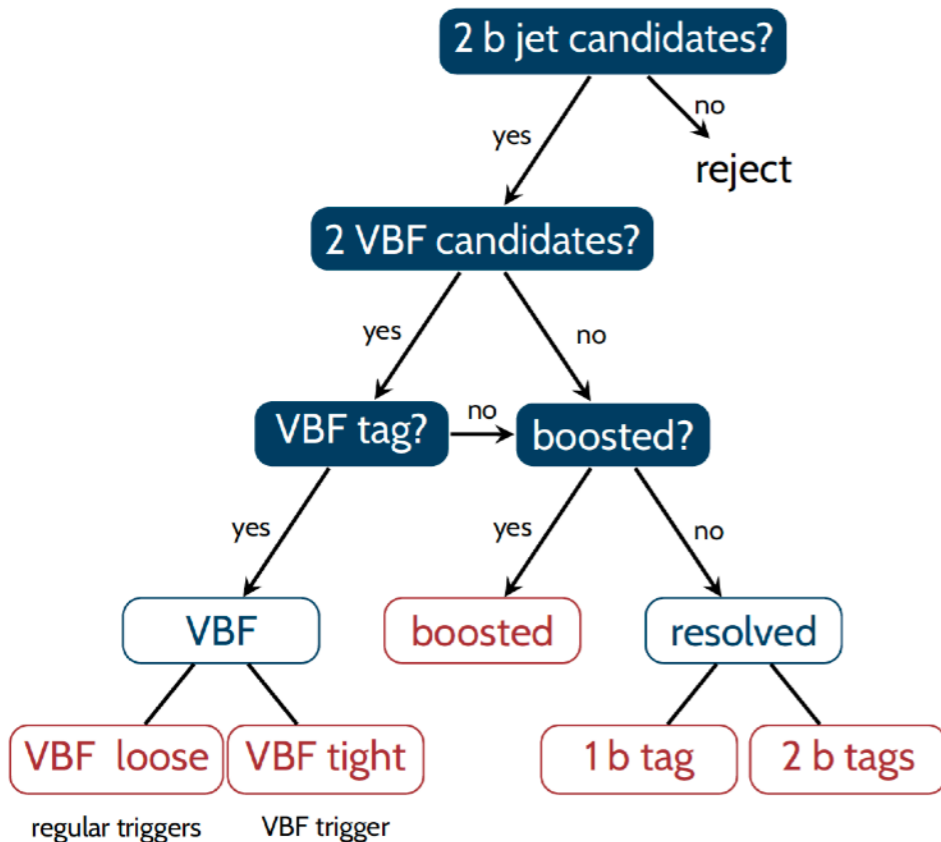 2 b jet candidates?
no
yes
reject
2 VBF candidates?
yes
no
VBF tag?
no
boosted?
yes
yes
no
VBF
boosted
resolved
VBF loose
VBF tight
1 b tag
2 b tags
regular triggers
VBF trigger